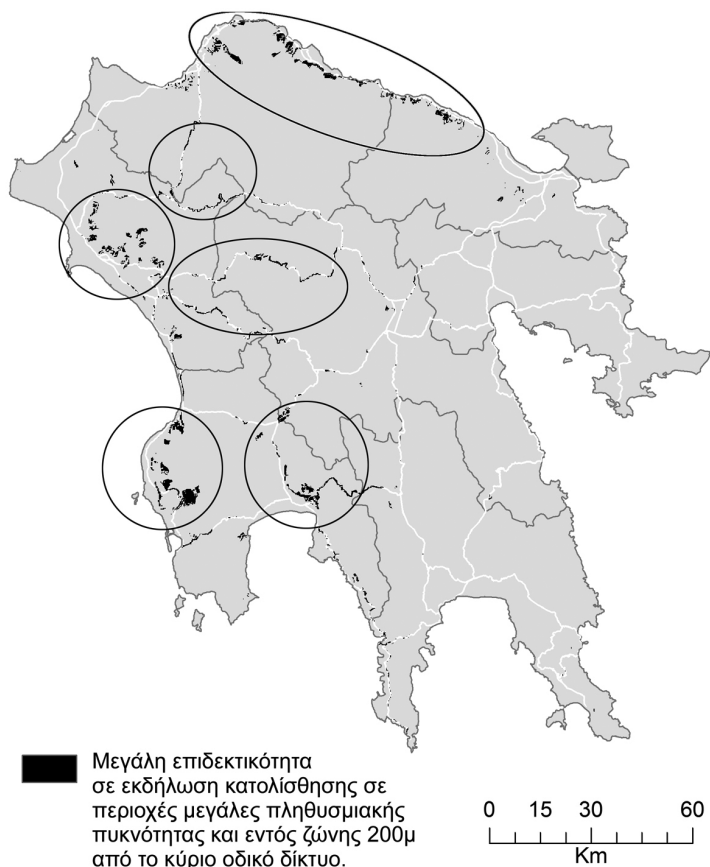 Μεγάλη επιδεκτικότητα
σε εκδήλωση κατολίσθησης σε
περιοχές μεγάλες πληθυσμιακής
πυκνότητας και εντός ζώνης 200μ
από το κύριο οδικό δίκτυο.
0 15 30 60
Km